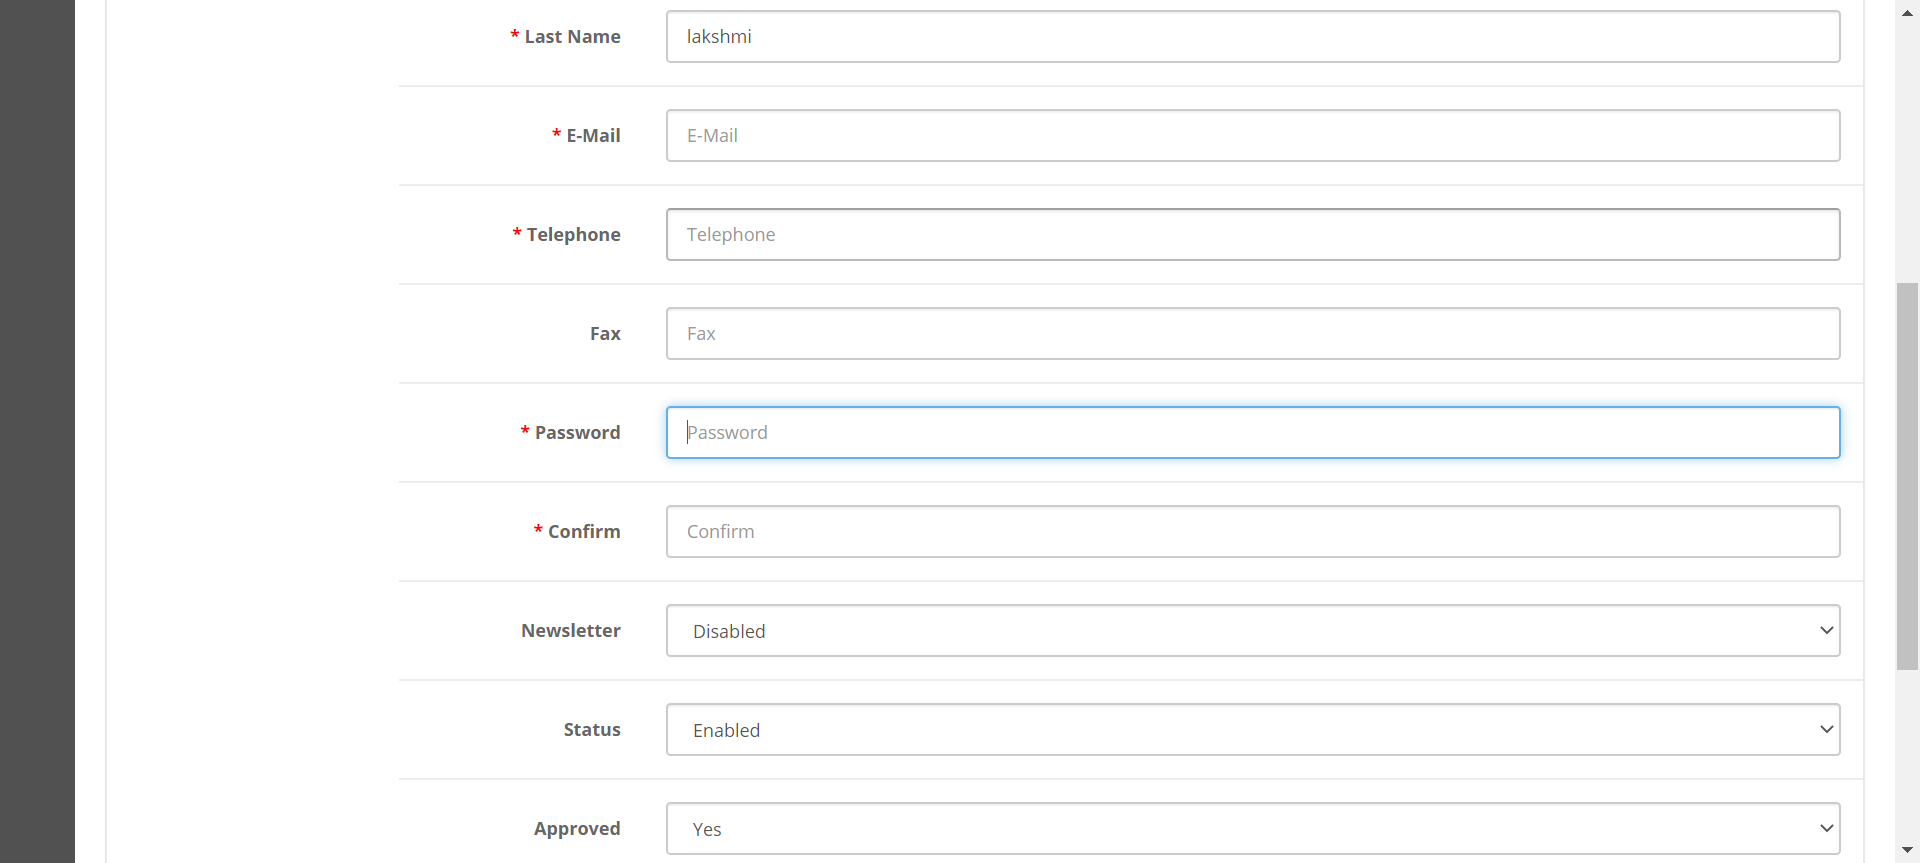 * Last Name lakshmi
* E-Mail E-Mail
* Telephone Telephone
Fax Fax
* Password Password
* Confirm Confirm
Newsletter Disabled
Status Enabled
Approved Yes